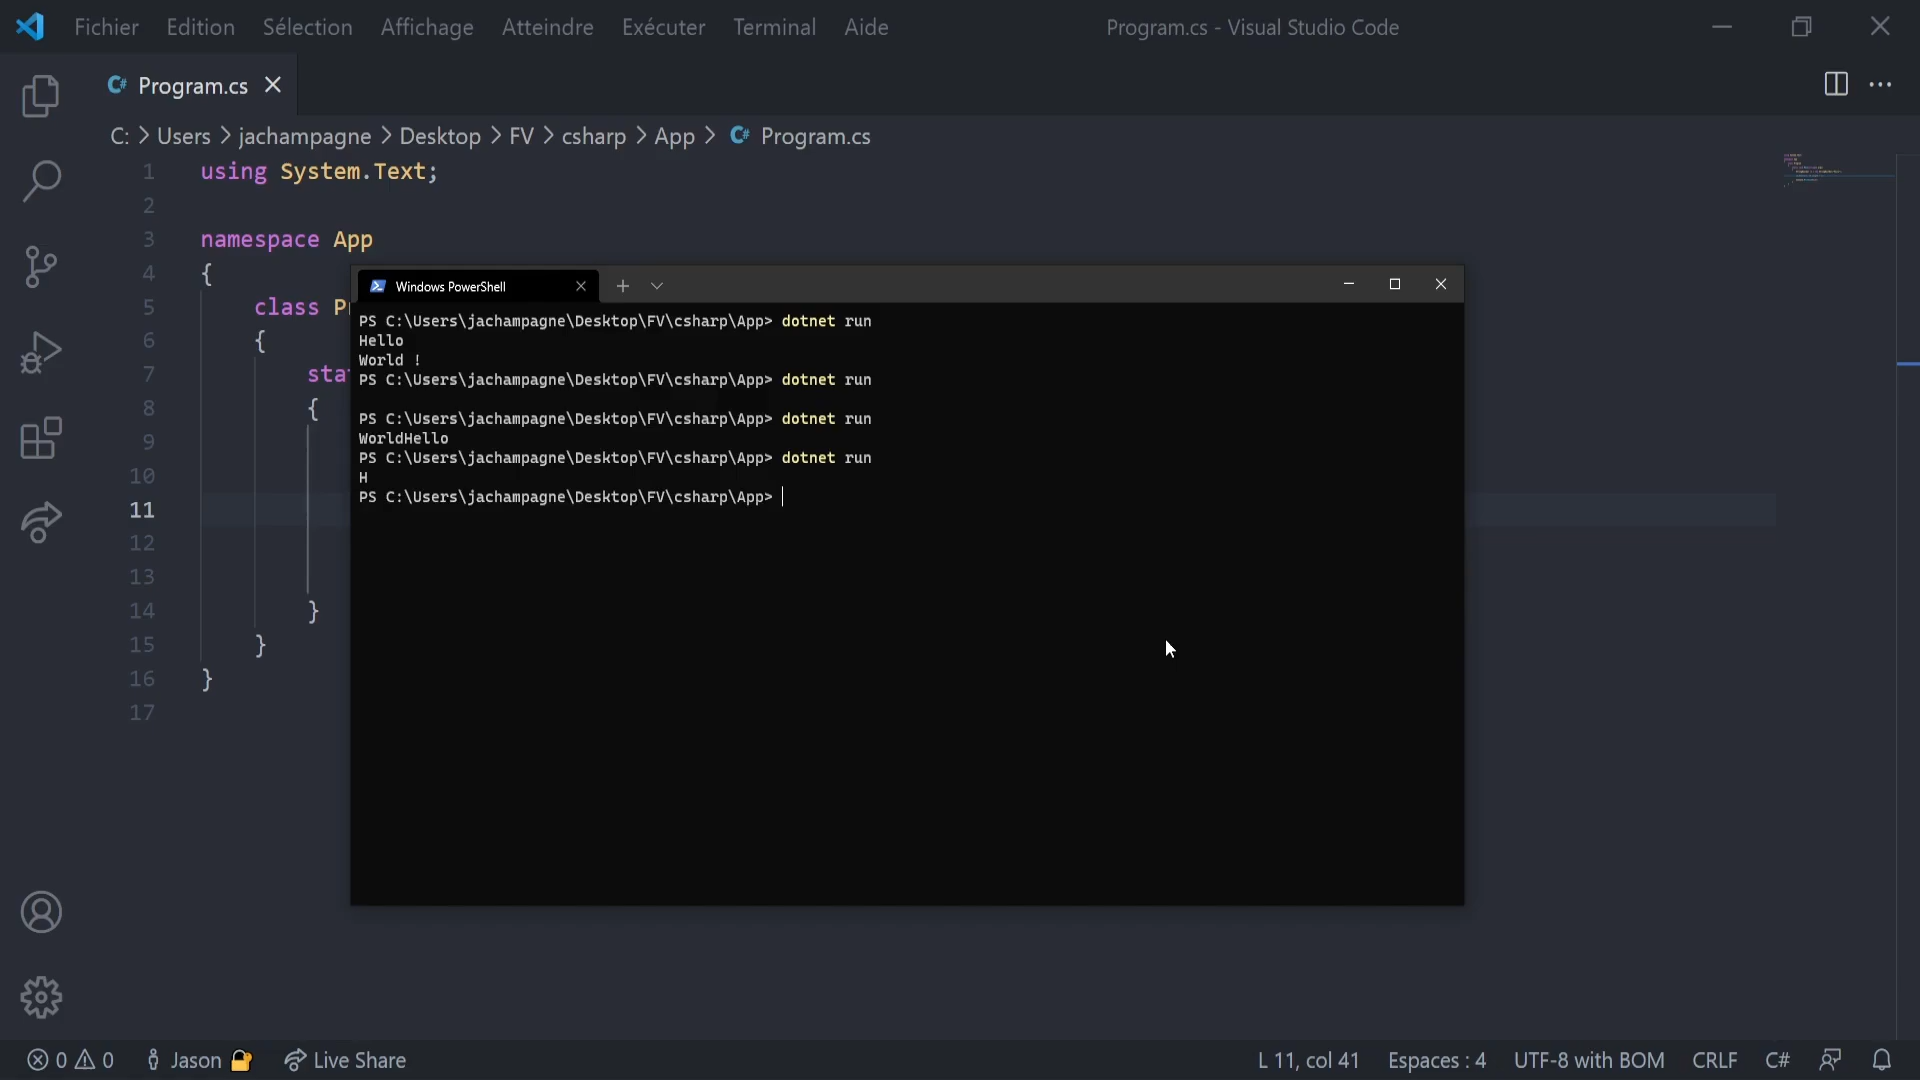 Fichier Edition Sélection Affichage Atteindre Exécuter Terminal Aide Program.cs - Visual Studio Code
C# Program.cs
C: > Users > jachampagne > Desktop > FV > csharp > App > C# Program.cs
1 using System.Text;
2
3 namespace App
4 {
5 class P
6 {
7 sta
8 {
9
10
11
12
13
14 }
15 }
16 }
17
Windows PowerShell
PS C:\Users\jachampagne\Desktop\FV\csharp\App> dotnet run
Hello
World !
PS C:\Users\jachampagne\Desktop\FV\csharp\App> dotnet run
PS C:\Users\jachampagne\Desktop\FV\csharp\App> dotnet run
WorldHello
PS C:\Users\jachampagne\Desktop\FV\csharp\App> dotnet run
H
PS C:\Users\jachampagne\Desktop\FV\csharp\App>
0 0 Jason Live Share L 11, col 41 Espaces : 4 UTF-8 with BOM CRLF C#